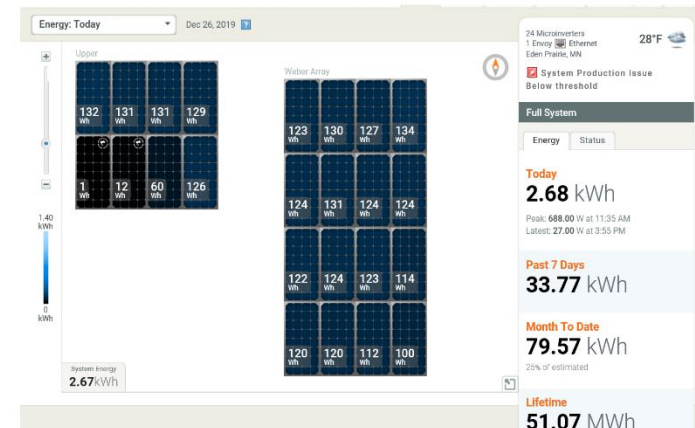 Energy: Today
Dec 26, 2019 ?
Upper
132 Wh 131 Wh 131 Wh 129 Wh
1 Wh 12 Wh 60 Wh 126 Wh
Weber Array
123 Wh 130 Wh 127 Wh 134 Wh
124 Wh 131 Wh 124 Wh 124 Wh
122 Wh 124 Wh 123 Wh 114 Wh
120 Wh 120 Wh 112 Wh 100 Wh
1.40
kWh
0
kWh
System Energy
2.67kWh
24 Microinverters
1 Envoy Ethernet
Eden Prairie, MN
28°F
System Production Issue
Below threshold
Full System
Energy Status
Today
2.68 kWh
Peak: 688.00 W at 11:35 AM
Latest: 27.00 W at 3:55 PM
Past 7 Days
33.77 kWh
Month To Date
79.57 kWh
25% of estimated
Lifetime
51.07 MWh